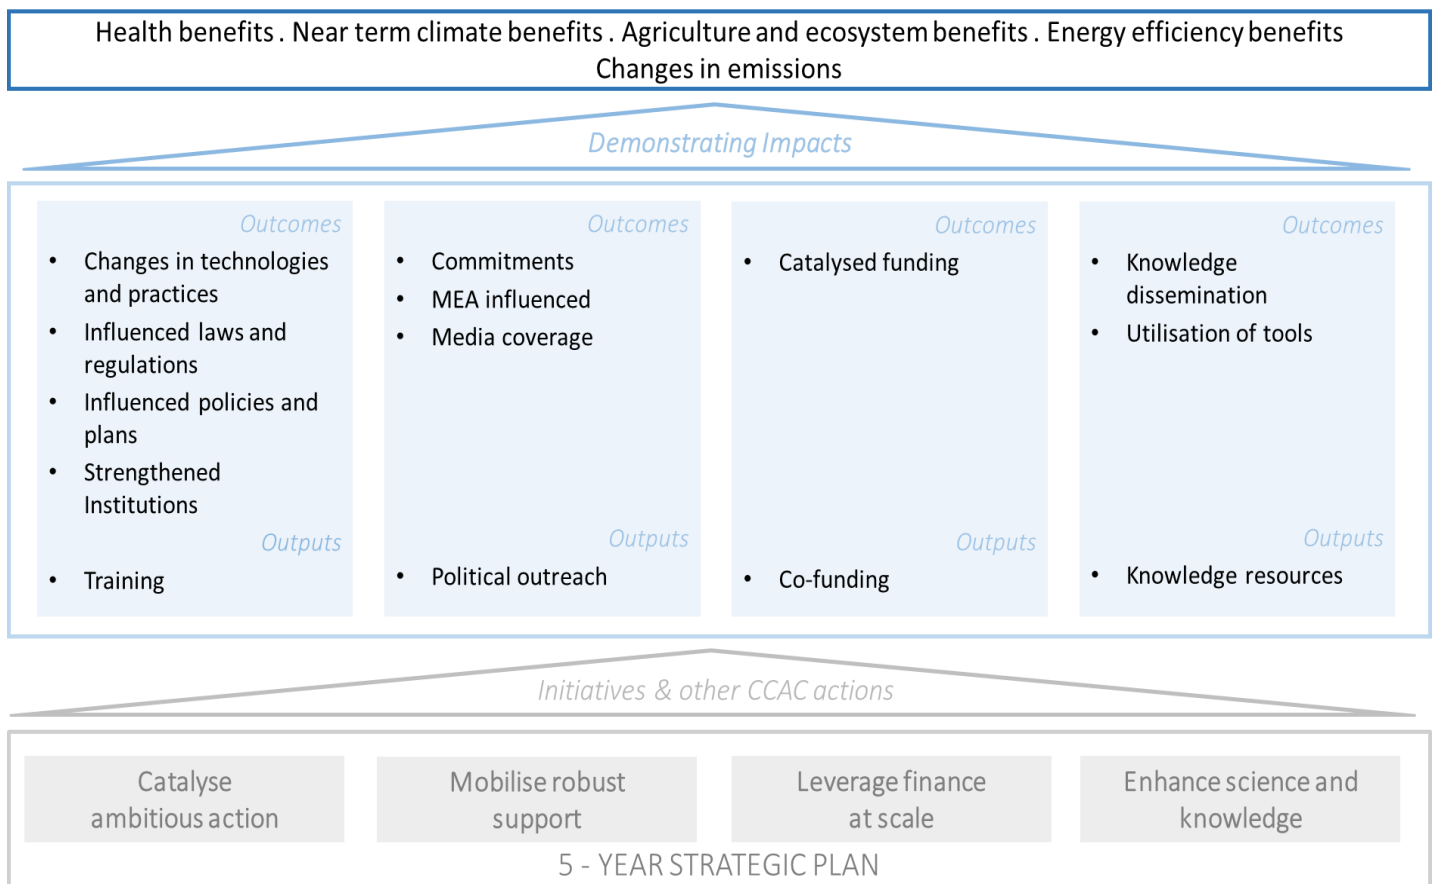 Health benefits . Near term climate benefits . Agriculture and ecosystem benefits . Energy efficiency benefits
Changes in emissions
Demonstrating Impacts
Outcomes
• Changes in technologies
and practices
• Influenced laws and
regulations
• Influenced policies and
plans
• Strengthened
Institutions
Outputs
• Training
Outcomes
• Commitments
• MEA influenced
• Media coverage
Outputs
• Political outreach
Outcomes
• Catalysed funding
Outputs
• Co-funding
Outcomes
• Knowledge
dissemination
• Utilisation of tools
Outputs
• Knowledge resources
Initiatives & other CCAC actions
Catalyse
ambitious action
Mobilise robust
support
Leverage finance
at scale
Enhance science and
knowledge
5 - YEAR STRATEGIC PLAN